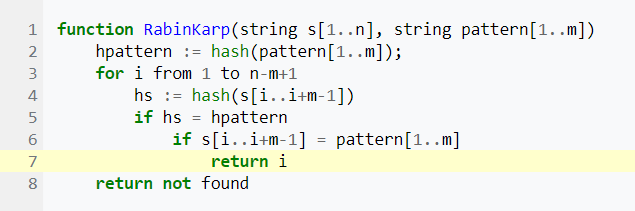 1 function RabinKarp(string s[1..n], string pattern[1..m])
2     hpattern := hash(pattern[1..m]);
3     for i from 1 to n-m+1
4         hs := hash(s[i..i+m-1])
5         if hs = hpattern
6             if s[i..i+m-1] = pattern[1..m]
7                 return i
8     return not found